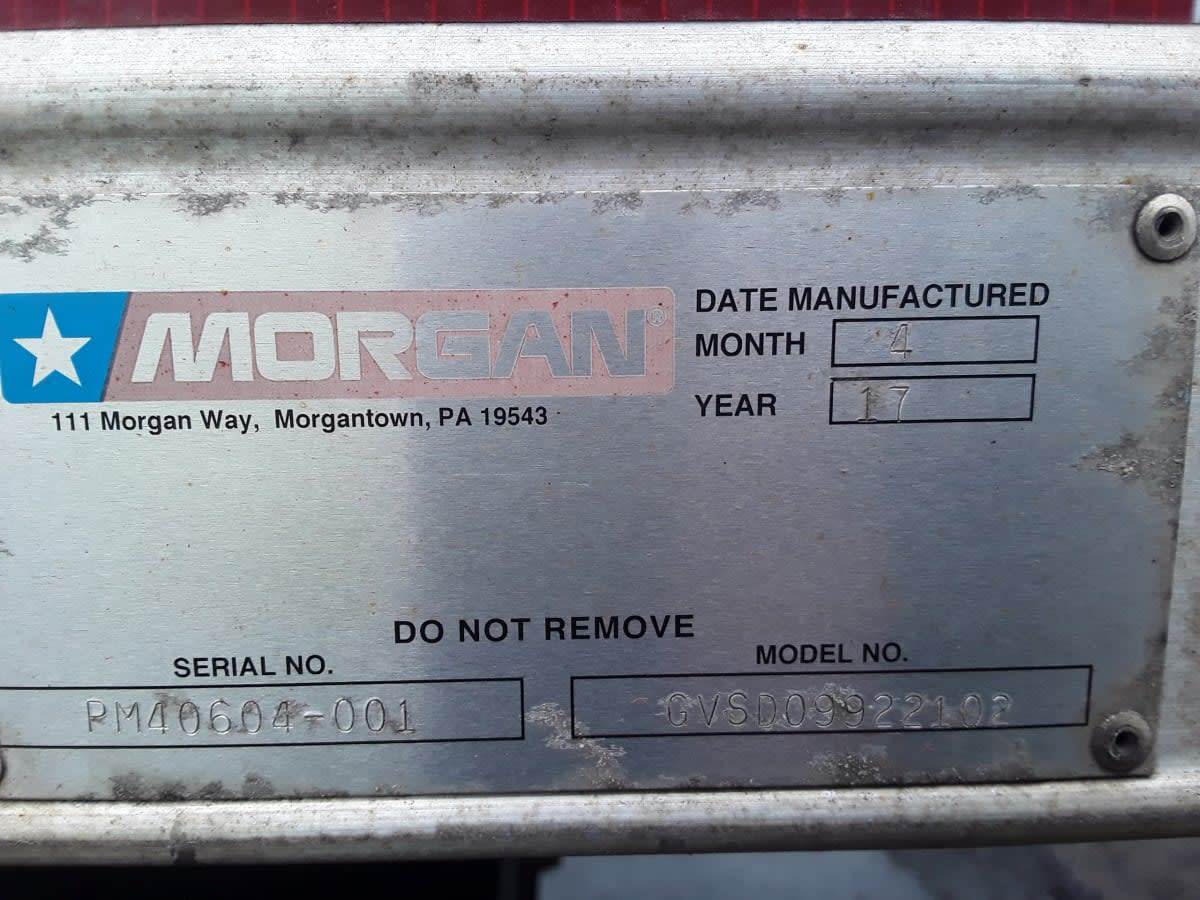 MORGAN®
111 Morgan Way, Morgantown, PA 19543
DATE MANUFACTURED
MONTH 4
YEAR 17
DO NOT REMOVE
SERIAL NO.
PM40604-001
MODEL NO.
GVSD09922102